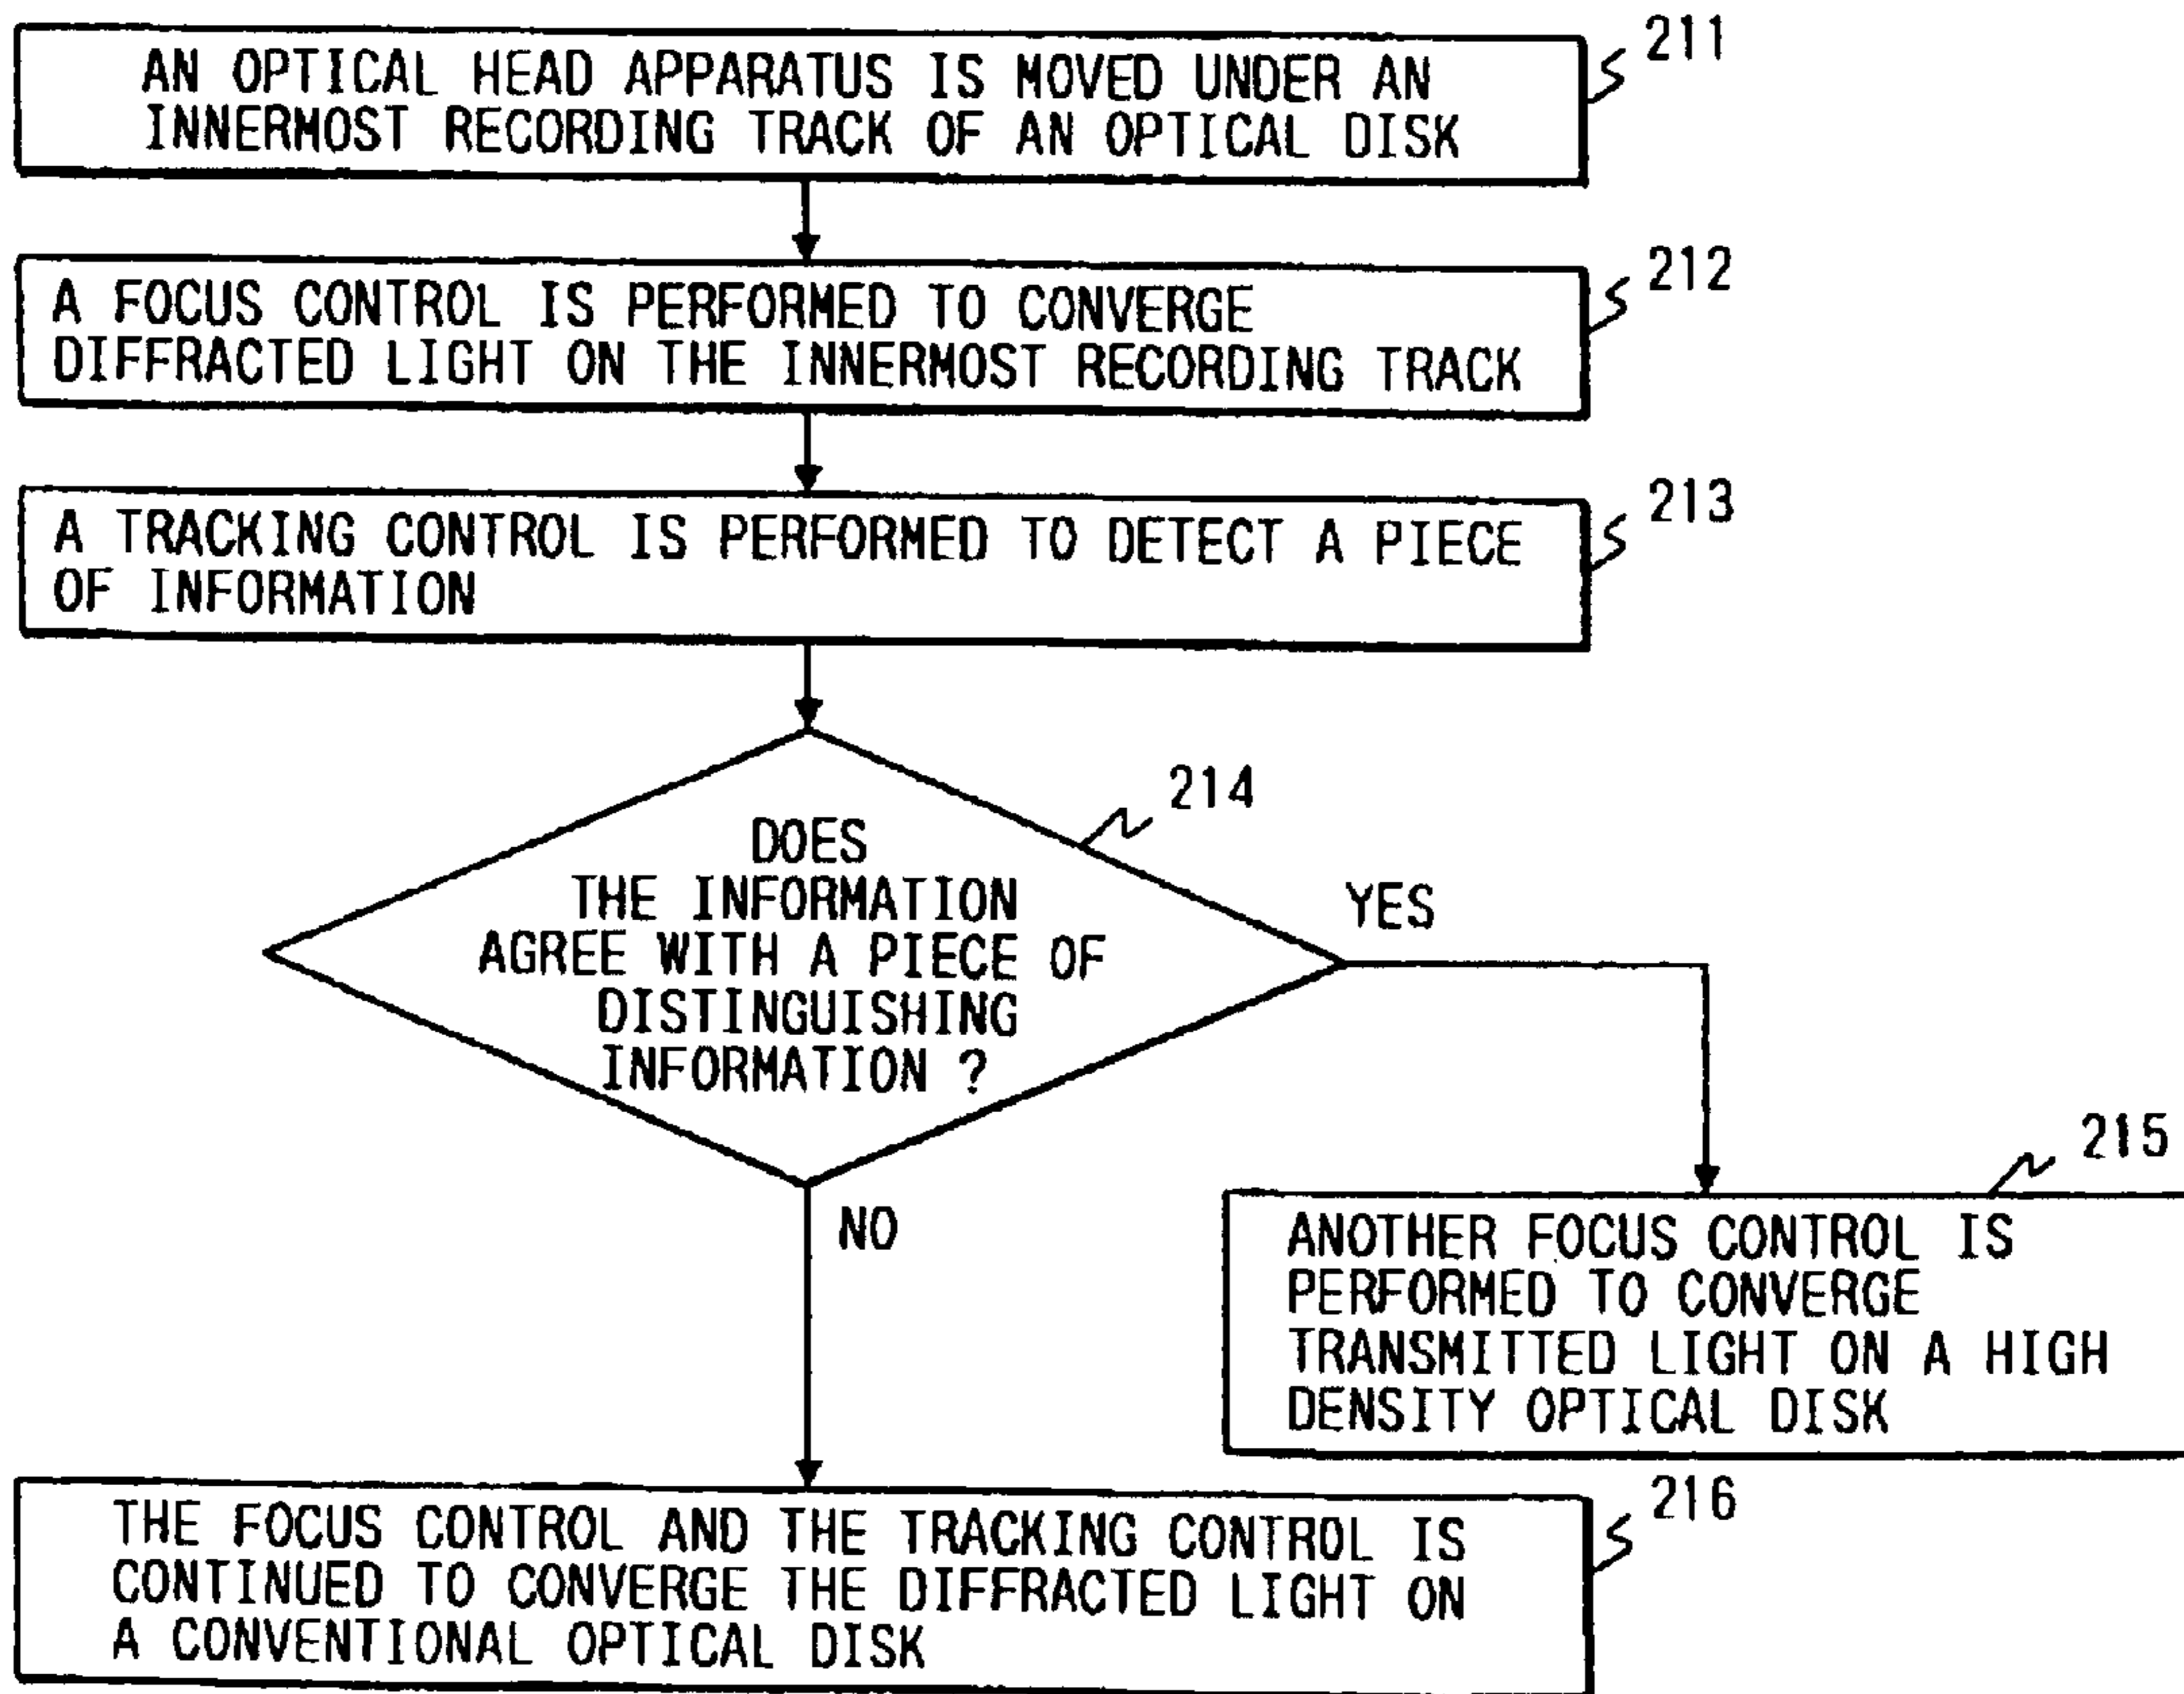 211
AN OPTICAL HEAD APPARATUS IS MOVED UNDER AN
INNERMOST RECORDING TRACK OF AN OPTICAL DISK
212
A FOCUS CONTROL IS PERFORMED TO CONVERGE
DIFFRACTED LIGHT ON THE INNERMOST RECORDING TRACK
213
A TRACKING CONTROL IS PERFORMED TO DETECT A PIECE
OF INFORMATION
214
DOES
THE INFORMATION
AGREE WITH A PIECE OF
DISTINGUISHING
INFORMATION ?
YES
NO
215
ANOTHER FOCUS CONTROL IS
PERFORMED TO CONVERGE
TRANSMITTED LIGHT ON A HIGH
DENSITY OPTICAL DISK
216
THE FOCUS CONTROL AND THE TRACKING CONTROL IS
CONTINUED TO CONVERGE THE DIFFRACTED LIGHT ON
A CONVENTIONAL OPTICAL DISK